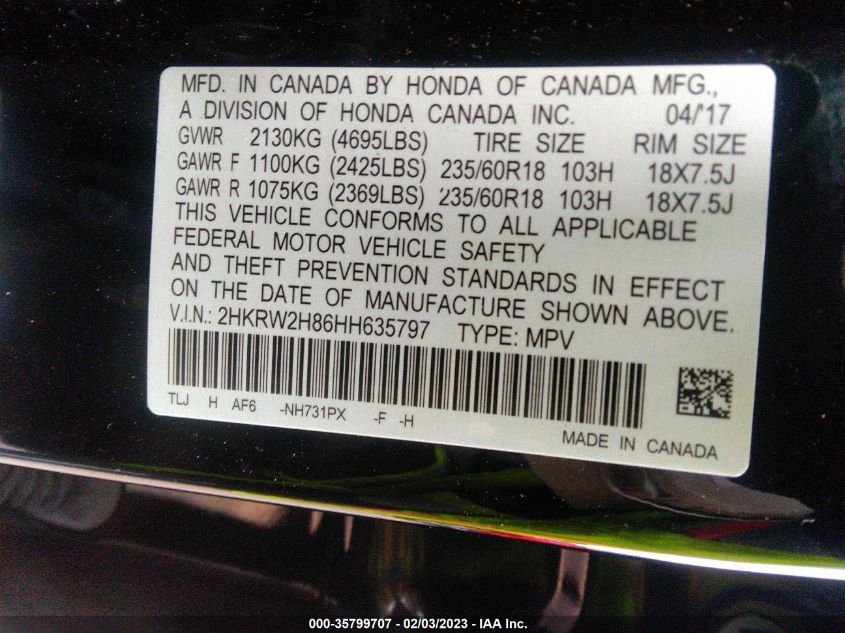 MFD. IN CANADA BY HONDA OF CANADA MFG.,
A DIVISION OF HONDA CANADA INC. 04/'17
GVWR 2130KG (4695LBS) TIRE SIZE RIM SIZE
GAWR F 1100KG (2425LBS) 235/60R18 103H 18X7.5J
GAWR R 1075KG (2369LBS) 235/60R18 103H 18X7.5J
THIS VEHICLE CONFORMS TO ALL APPLICABLE
FEDERAL MOTOR VEHICLE SAFETY
AND THEFT PREVENTION STANDARDS IN EFFECT
ON THE DATE OF MANUFACTURE SHOWN ABOVE.
V.I.N.: 2HKRW2H86HH635797 TYPE: MPV
TLJ H AF6 -NH731PX -F -H
MADE IN CANADA
000-35799707 - 02/03/2023 - IAA Inc.